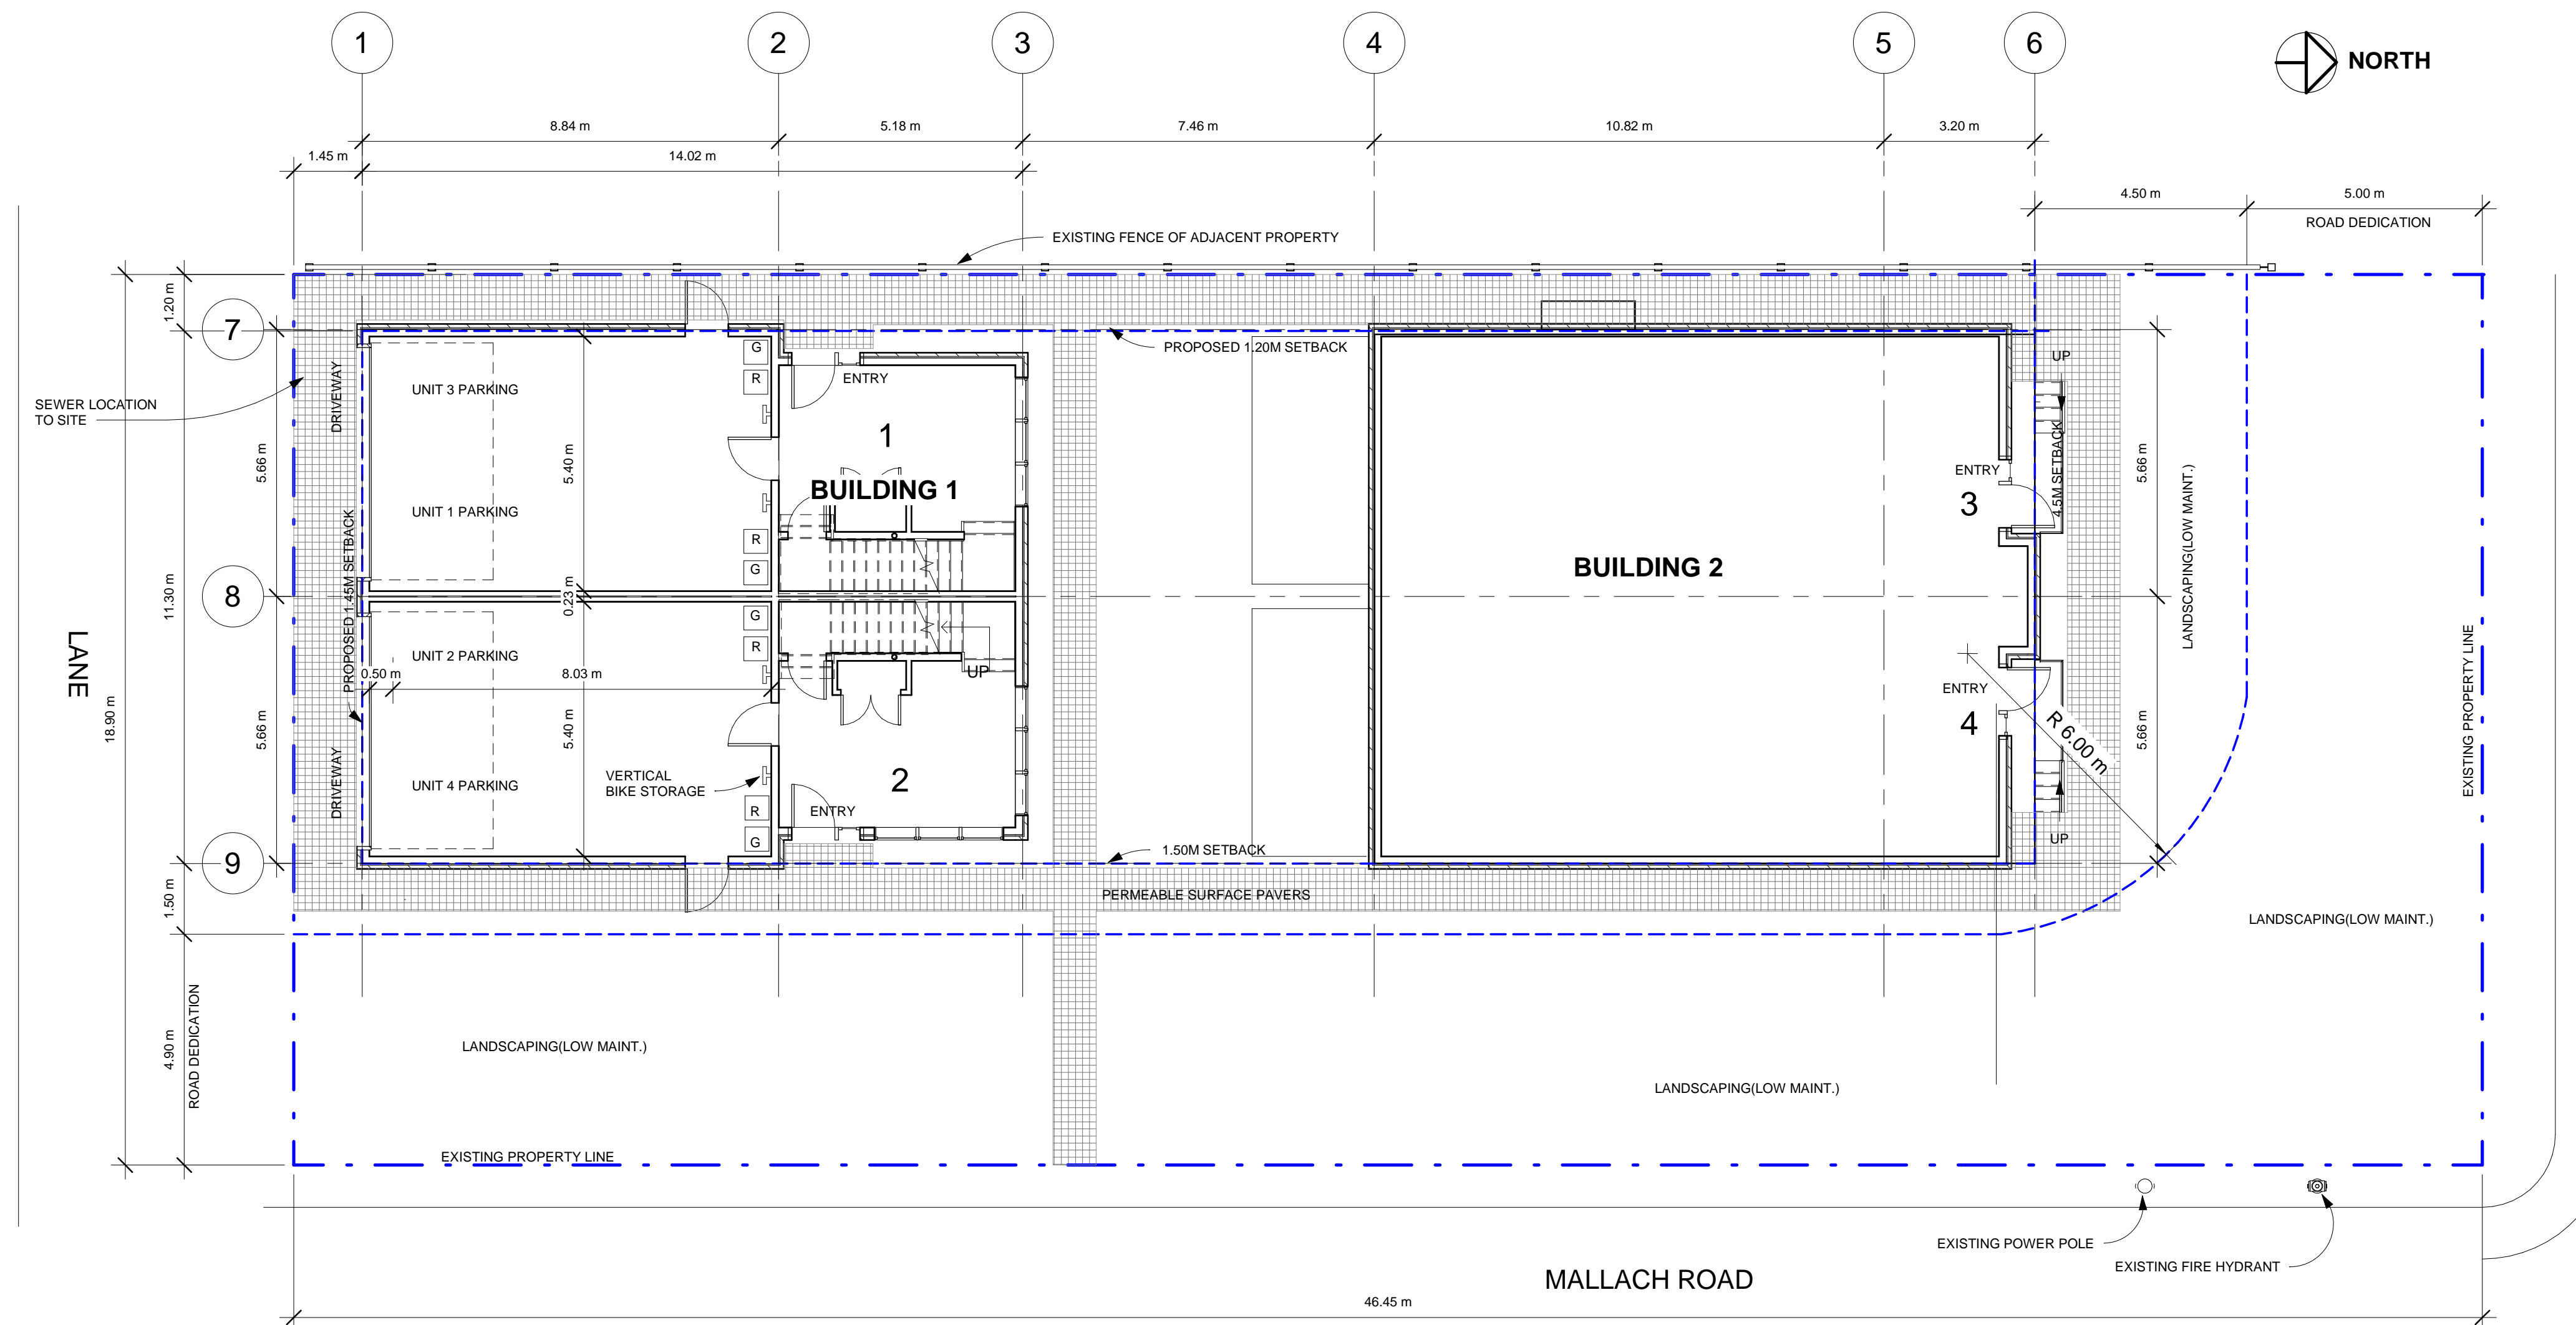 1
2
3
4
5
6
NORTH
8.84 m
5.18 m
7.46 m
10.82 m
3.20 m
1.45 m
14.02 m
4.50 m
5.00 m
ROAD DEDICATION
EXISTING FENCE OF ADJACENT PROPERTY
1.20 m
7
PROPOSED 1.20M SETBACK
G
R
ENTRY
UP
UNIT 3 PARKING
DRIVEWAY
SEWER LOCATION
TO SITE
1
BUILDING 1
5.66 m
5.40 m
UNIT 1 PARKING
R
G
ENTRY
3
4.5M SETBACK
5.66 m
LANDSCAPING(LOW MAINT.)
PROPOSED 1.45M SETBACK
11.30 m
8
0.23 m
BUILDING 2
G
R
LANE
18.90 m
UNIT 2 PARKING
0.50 m
8.03 m
UP
ENTRY
4
R 6.00 m
EXISTING PROPERTY LINE
5.66 m
5.40 m
5.66 m
DRIVEWAY
UNIT 4 PARKING
VERTICAL
BIKE STORAGE
2
R
ENTRY
G
UP
9
1.50M SETBACK
1.50 m
PERMEABLE SURFACE PAVERS
LANDSCAPING(LOW MAINT.)
4.90 m
ROAD DEDICATION
LANDSCAPING(LOW MAINT.)
LANDSCAPING(LOW MAINT.)
EXISTING PROPERTY LINE
EXISTING POWER POLE
EXISTING FIRE HYDRANT
MALLACH ROAD
46.45 m